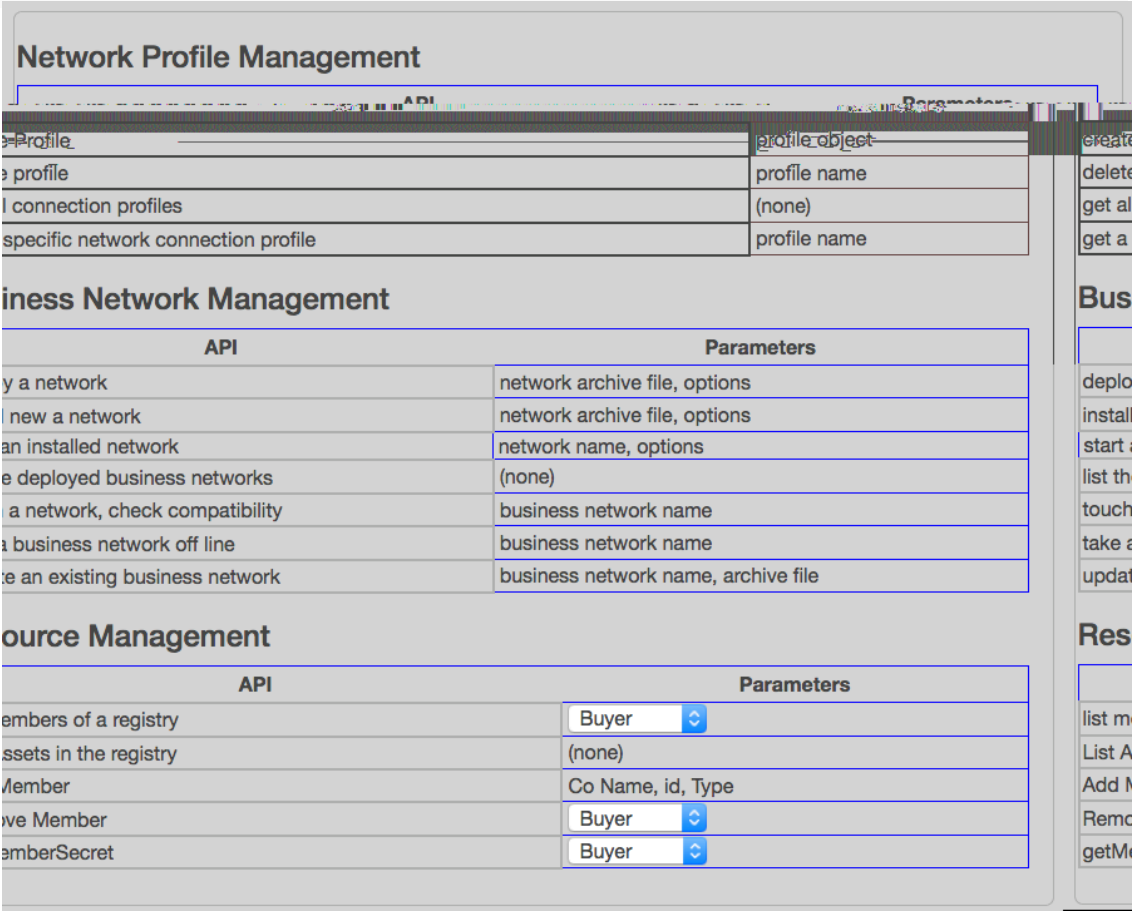 Network Profile Management
API Parameters
e Profile profile object create
e profile profile name delete
l connection profiles (none) get al
specific network connection profile profile name get a
iness Network Management Bus
API Parameters
y a network network archive file, options deplo
l new a network network archive file, options install
an installed network network name, options start a
e deployed business networks (none) list th
a network, check compatibility business network name touch
a business network off line business network name take a
te an existing business network business network name, archive file updat
ource Management Res
API Parameters
embers of a registry Buyer list me
ssets in the registry (none) List A
Member Co Name, id, Type Add M
ove Member Buyer Remo
emberSecret Buyer getMe